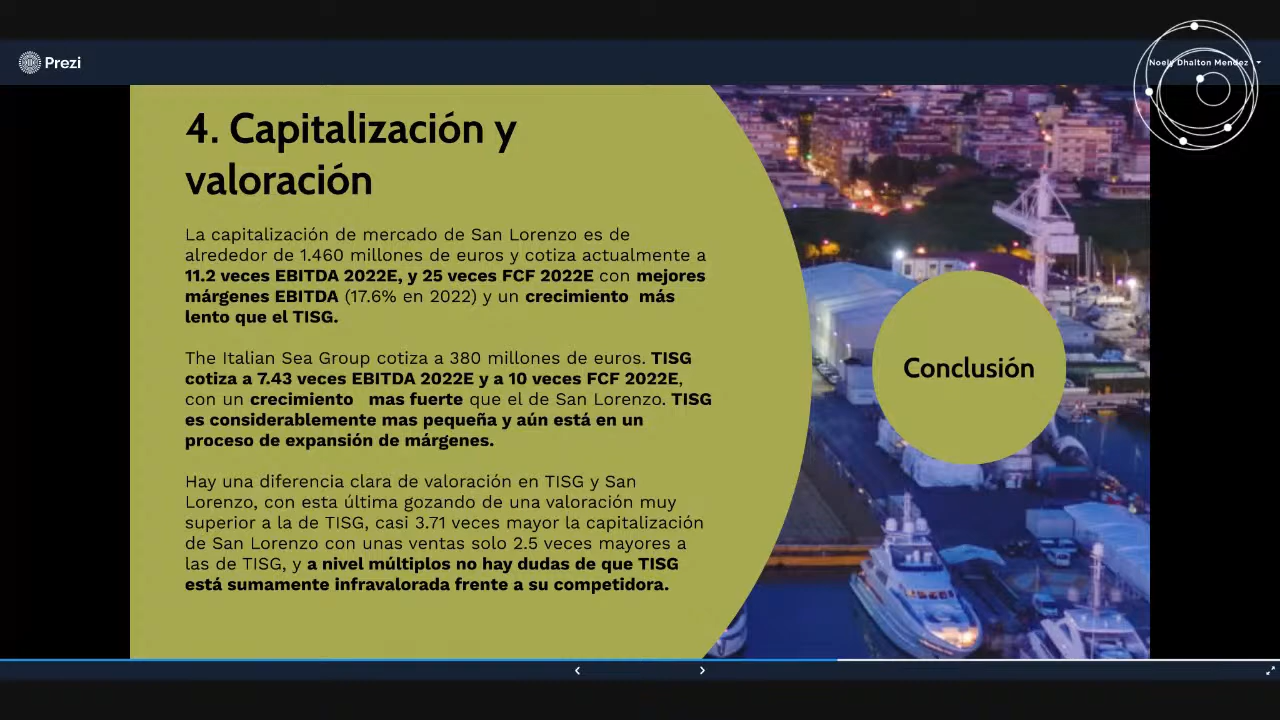 Prezi
Noely Dhalton Mendez
4. Capitalización y
valoración
La capitalización de mercado de San Lorenzo es de
alrededor de 1.460 millones de euros y cotiza actualmente a
11.2 veces EBITDA 2022E, y 25 veces FCF 2022E con mejores
márgenes EBITDA (17.6% en 2022) y un crecimiento  más
lento que el TISG.
The Italian Sea Group cotiza a 380 millones de euros. TISG
cotiza a 7.43 veces EBITDA 2022E y a 10 veces FCF 2022E,
con un crecimiento   mas fuerte que el de San Lorenzo. TISG
es considerablemente mas pequeña y aún está en un
proceso de expansión de márgenes.
Hay una diferencia clara de valoración en TISG y San
Lorenzo, con esta última gozando de una valoración muy
superior a la de TISG, casi 3.71 veces mayor la capitalización
de San Lorenzo con unas ventas solo 2.5 veces mayores a
las de TISG, y a nivel múltiplos no hay dudas de que TISG
está sumamente infravalorada frente a su competidora.
Conclusión